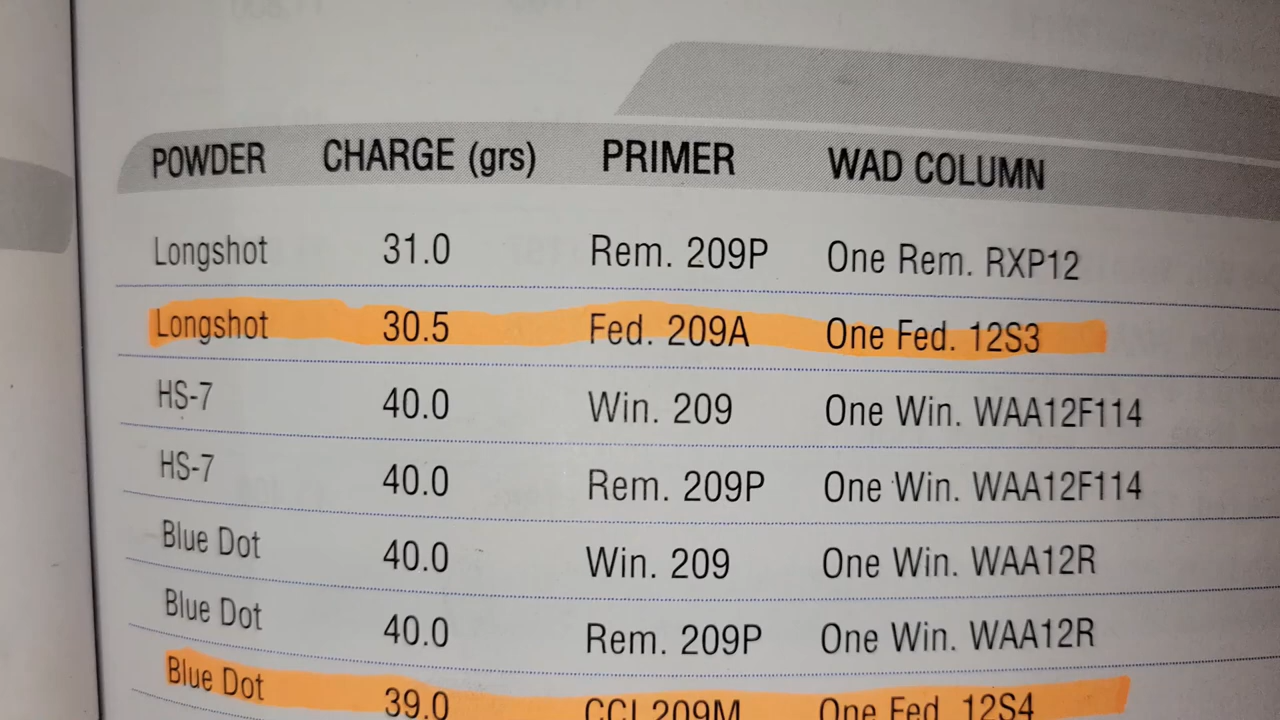 POWDER CHARGE (grs) PRIMER WAD COLUMN
Longshot 31.0 Rem. 209P One Rem. RXP12
Longshot 30.5 Fed. 209A One Fed. 12S3
HS-7 40.0 Win. 209 One Win. WAA12F114
HS-7 40.0 Rem. 209P One Win. WAA12F114
Blue Dot 40.0 Win. 209 One Win. WAA12R
Blue Dot 40.0 Rem. 209P One Win. WAA12R
Blue Dot 39.0 CCI 209M One Fed. 12S4